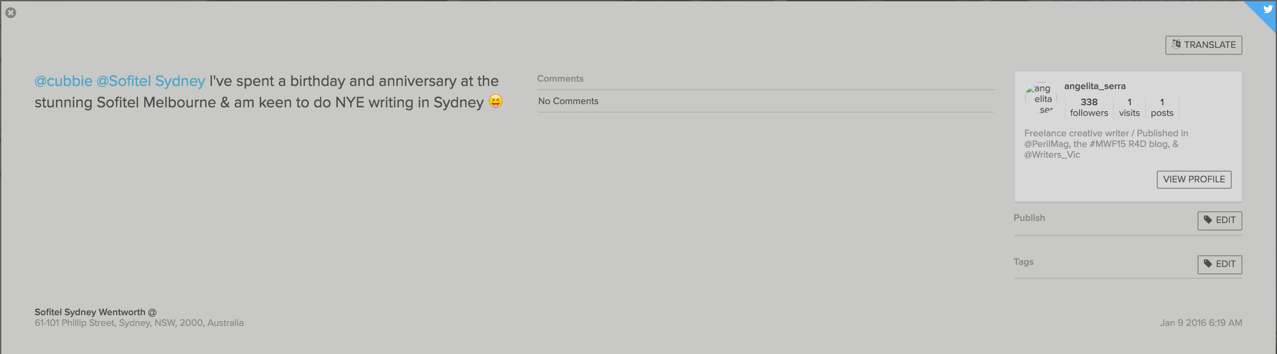 TRANSLATE
@cubbie @Sofitel Sydney I've spent a birthday and anniversary at the
stunning Sofitel Melbourne & am keen to do NYE writing in Sydney 😝
Comments
No Comments
ang
elita
_ser
angelita_serra
338 1 1
followers visits posts
Freelance creative writer / Published in
@PerilMag, the #MWF15 R4D blog, &
@Writers_Vic
VIEW PROFILE
Publish EDIT
Tags EDIT
Sofitel Sydney Wentworth @
61-101 Phillip Street, Sydney, NSW, 2000, Australia
Jan 9 2016 6:19 AM